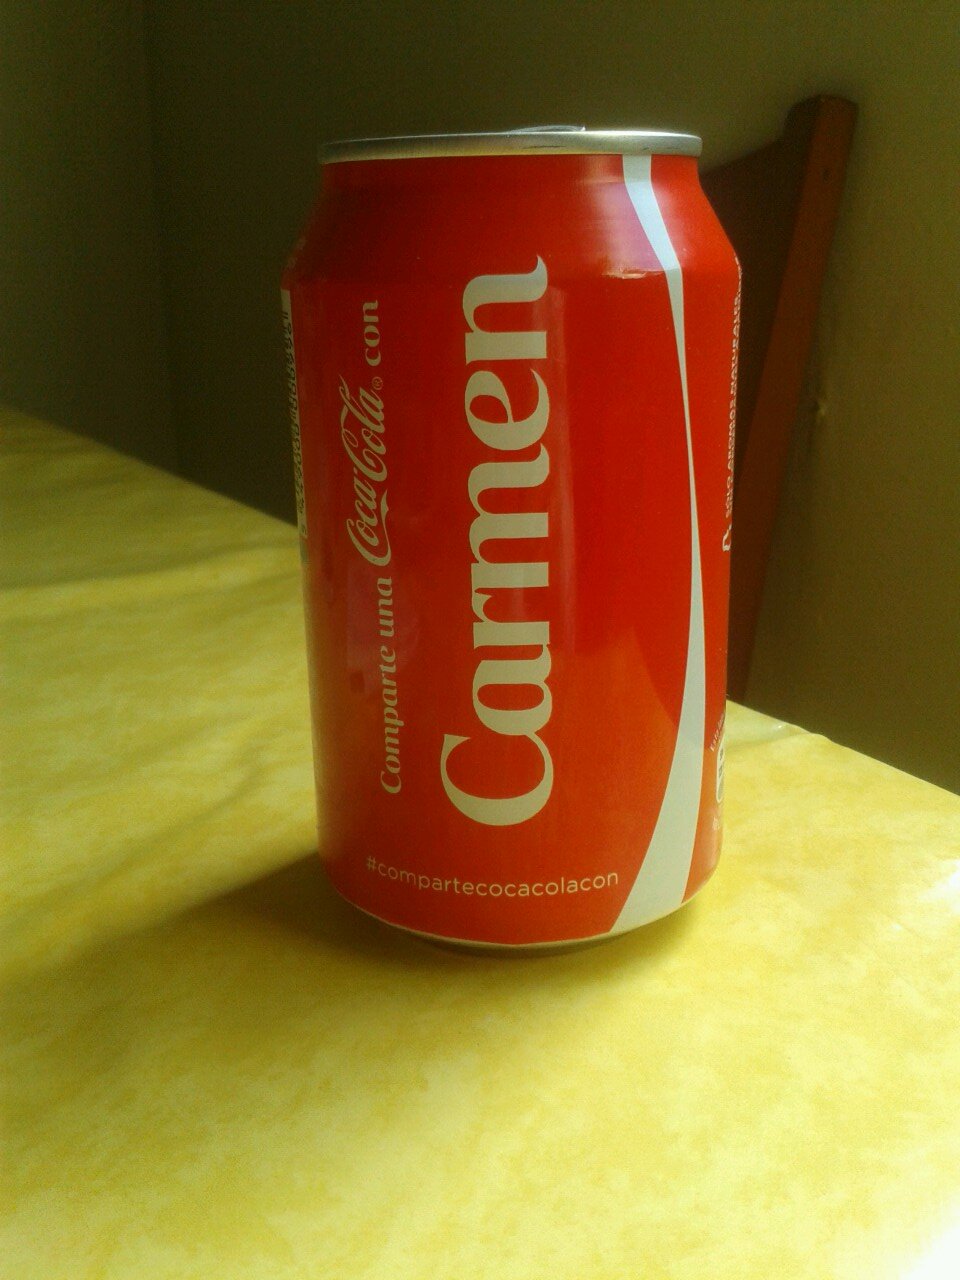 Comparte una Coca-Cola® con
Carmen
#compartecocacolacon